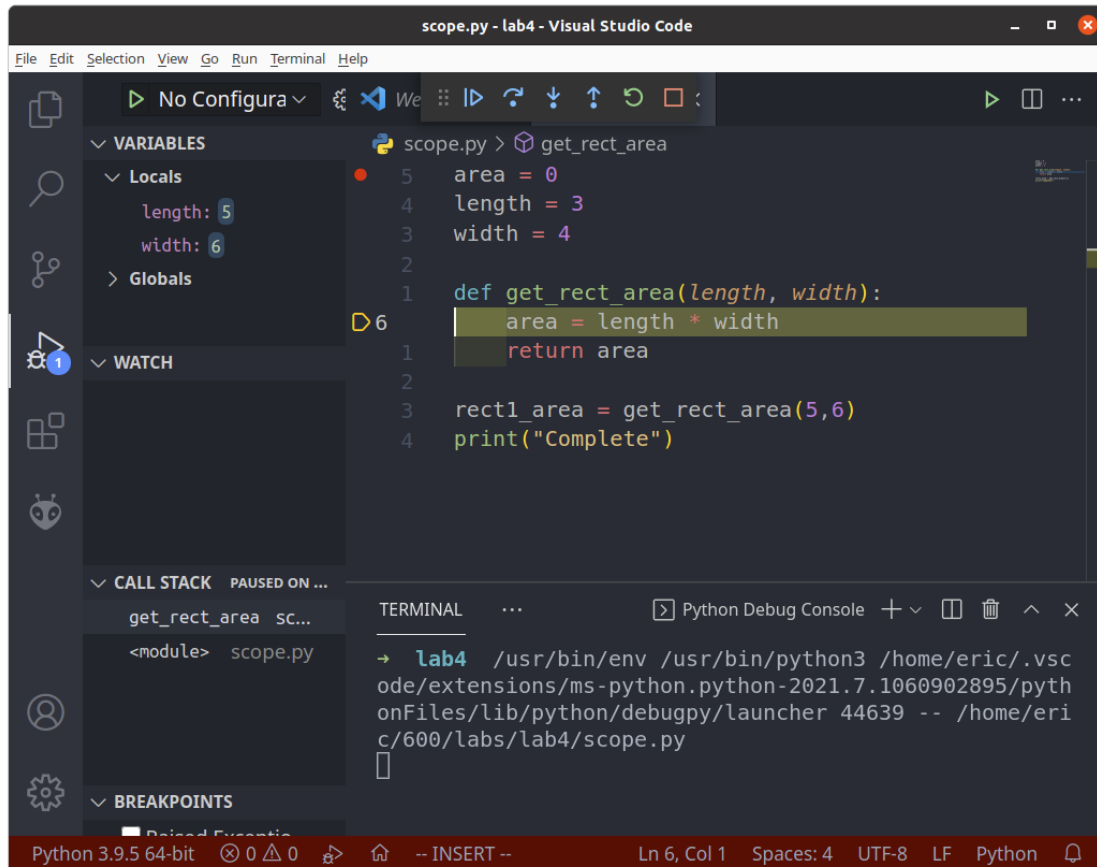 scope.py - lab4 - Visual Studio Code
File Edit Selection View Go Run Terminal Help
No Configura
We
VARIABLES
Locals
length: 5
width: 6
Globals
WATCH
CALL STACK PAUSED ON ...
get_rect_area sc...
<module> scope.py
BREAKPOINTS
1
scope.py > get_rect_area
5 area = 0
4 length = 3
3 width = 4
2
1 def get_rect_area(length, width):
6 area = length * width
1 return area
2
3 rect1_area = get_rect_area(5,6)
4 print("Complete")
TERMINAL ... Python Debug Console
→ lab4 /usr/bin/env /usr/bin/python3 /home/eric/.vsc
ode/extensions/ms-python.python-2021.7.1060902895/pyth
onFiles/lib/python/debugpy/launcher 44639 -- /home/eri
c/600/labs/lab4/scope.py
Python 3.9.5 64-bit 0 0 -- INSERT -- Ln 6, Col 1 Spaces: 4 UTF-8 LF Python